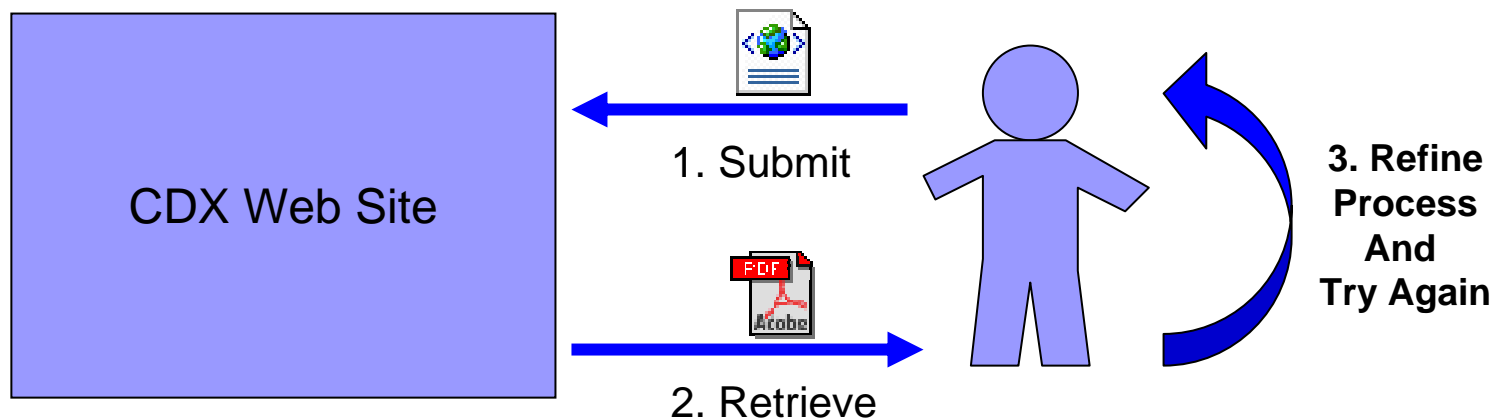 CDX Web Site
1. Submit
PDF
Acobe
2. Retrieve
3. Refine
Process
And
Try Again